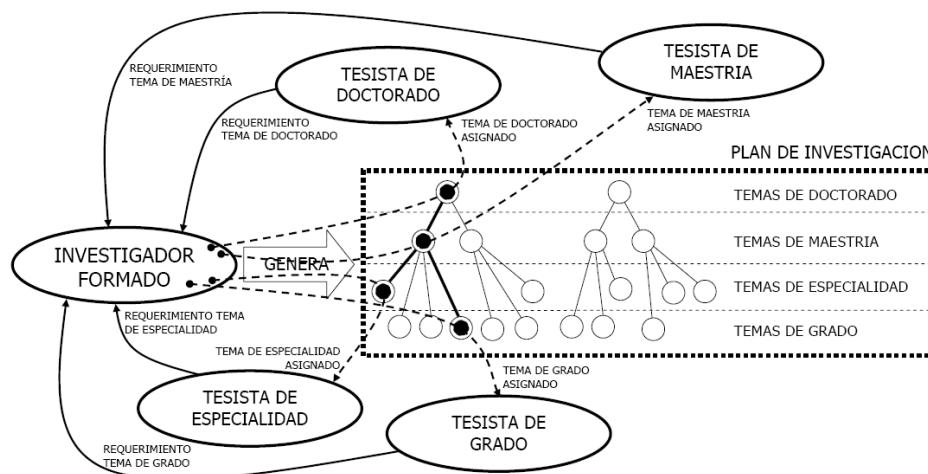 TESISTA DE
MAESTRIA
REQUERIMIENTO
TEMA DE MAESTRÍA
TESISTA DE
DOCTORADO
REQUERIMIENTO
TEMA DE DOCTORADO
TEMA DE DOCTORADO
ASIGNADO
TEMA DE MAESTRIA
ASIGNADO
PLAN DE INVESTIGACION
TEMAS DE DOCTORADO
TEMAS DE MAESTRIA
TEMAS DE ESPECIALIDAD
TEMAS DE GRADO
INVESTIGADOR
FORMADO
GENERA
REQUERIMIENTO TEMA
DE ESPECIALIDAD
TEMA DE ESPECIALIDAD
ASIGNADO
TEMA DE GRADO
ASIGNADO
TESISTA DE
ESPECIALIDAD
TESISTA DE
GRADO
REQUERIMIENTO
TEMA DE GRADO